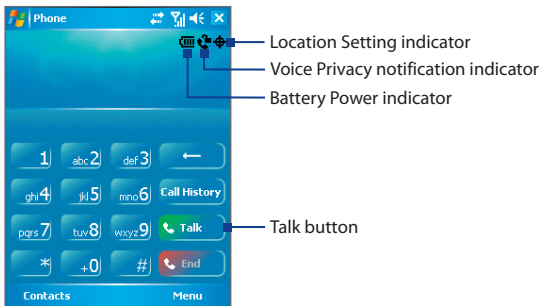 Phone
Location Setting indicator
Voice Privacy notification indicator
Battery Power indicator
1 abc 2 def 3 ←
ghi 4 jkl 5 mno 6 Call History
pqrs 7 tuv 8 wxyz 9 Talk
Talk button
* +0 # End
Contacts Menu